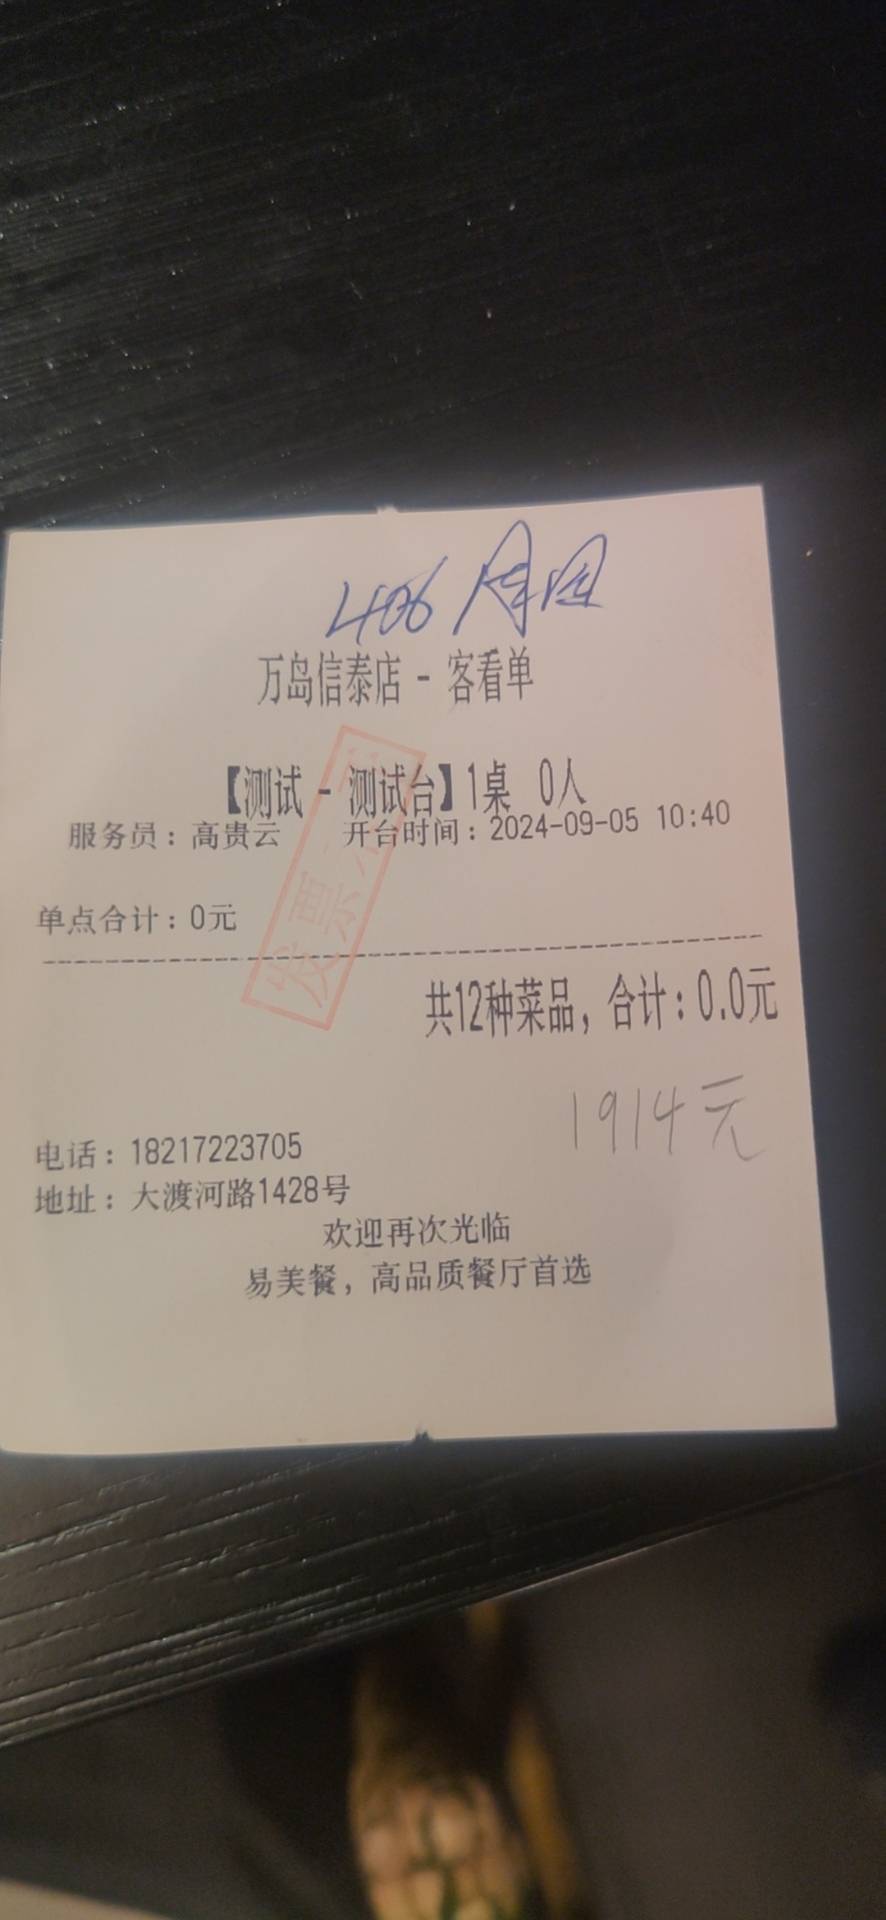 406
万岛信泰店 - 客看单
【测试 - 测试台】1桌 0人
服务员：高贵云 开台时间：2024-09-05 10:40
单点合计：0元
共12种菜品，合计：0.0元
1914元
电话：18217223705
地址：大渡河路1428号
欢迎再次光临
易美餐，高品质餐厅首选
发票